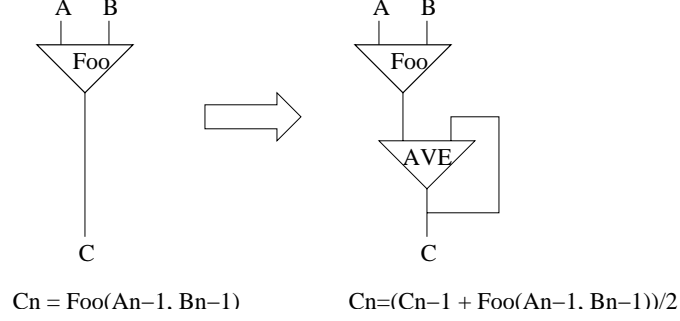 A B A B
Foo Foo
AVE
C C
Cn = Foo(An−1, Bn−1) Cn=(Cn−1 + Foo(An−1, Bn−1))/2